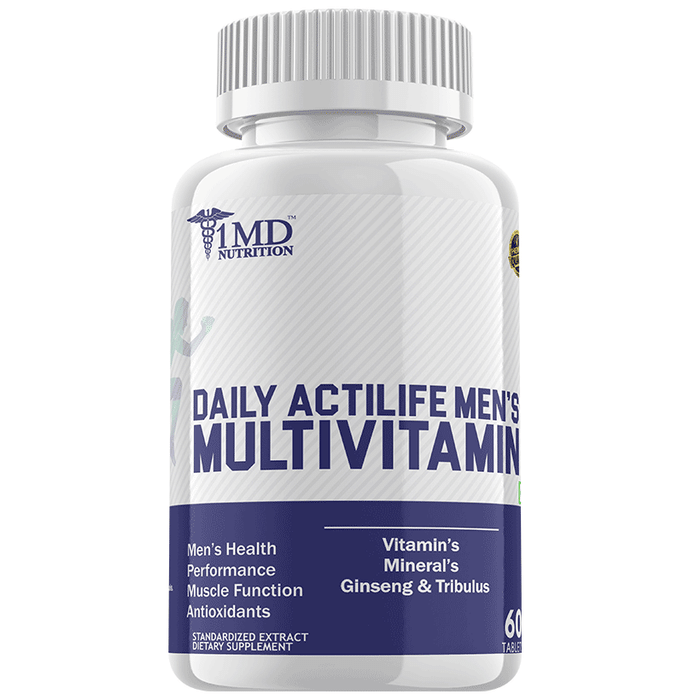 1MD™
NUTRITION
DAILY ACTILIFE MEN'S
MULTIVITAMIN
Men's Health
Performance
Muscle Function
Antioxidants
STANDARDIZED EXTRACT
DIETARY SUPPLEMENT
Vitamin's
Mineral's
Ginseng & Tribulus
60
TABLET